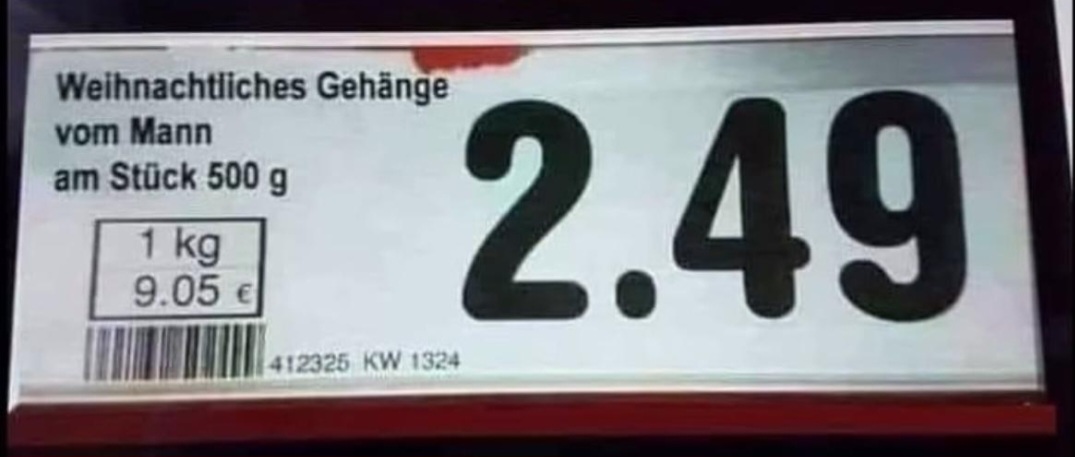 Weihnachtliches Gehänge
vom Mann
am Stück 500 g
2.49
1 kg
9.05 €
412325 KW 1324